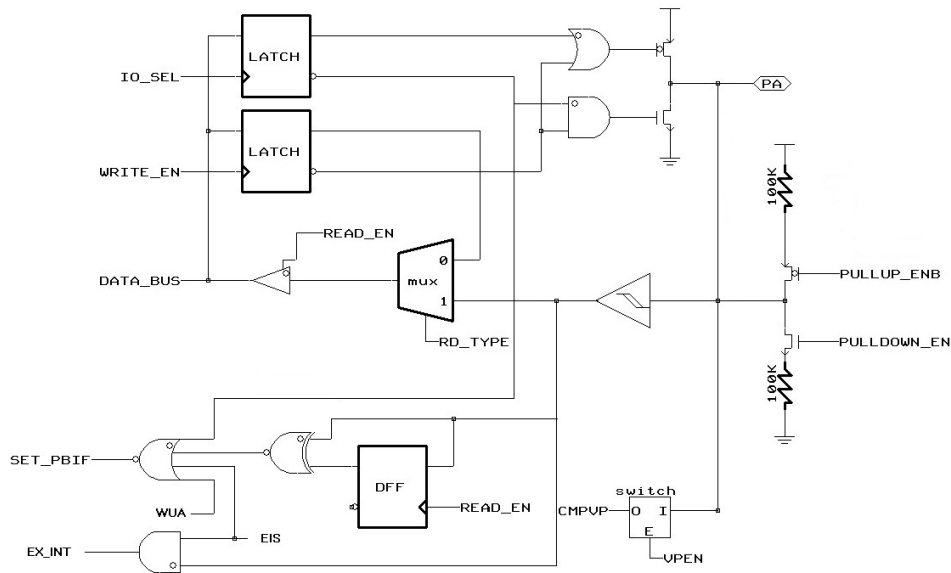 LATCH
IO_SEL
PA
LATCH
WRITE_EN
100K
READ_EN
0
DATA_BUS
mux
PULLUP_ENB
1
RD_TYPE
PULLDOWN_EN
100K
SET_PBIF
DFF
switch
WUA
READ_EN
CMPVP
O I
E
EX_INT
EIS
VPEN